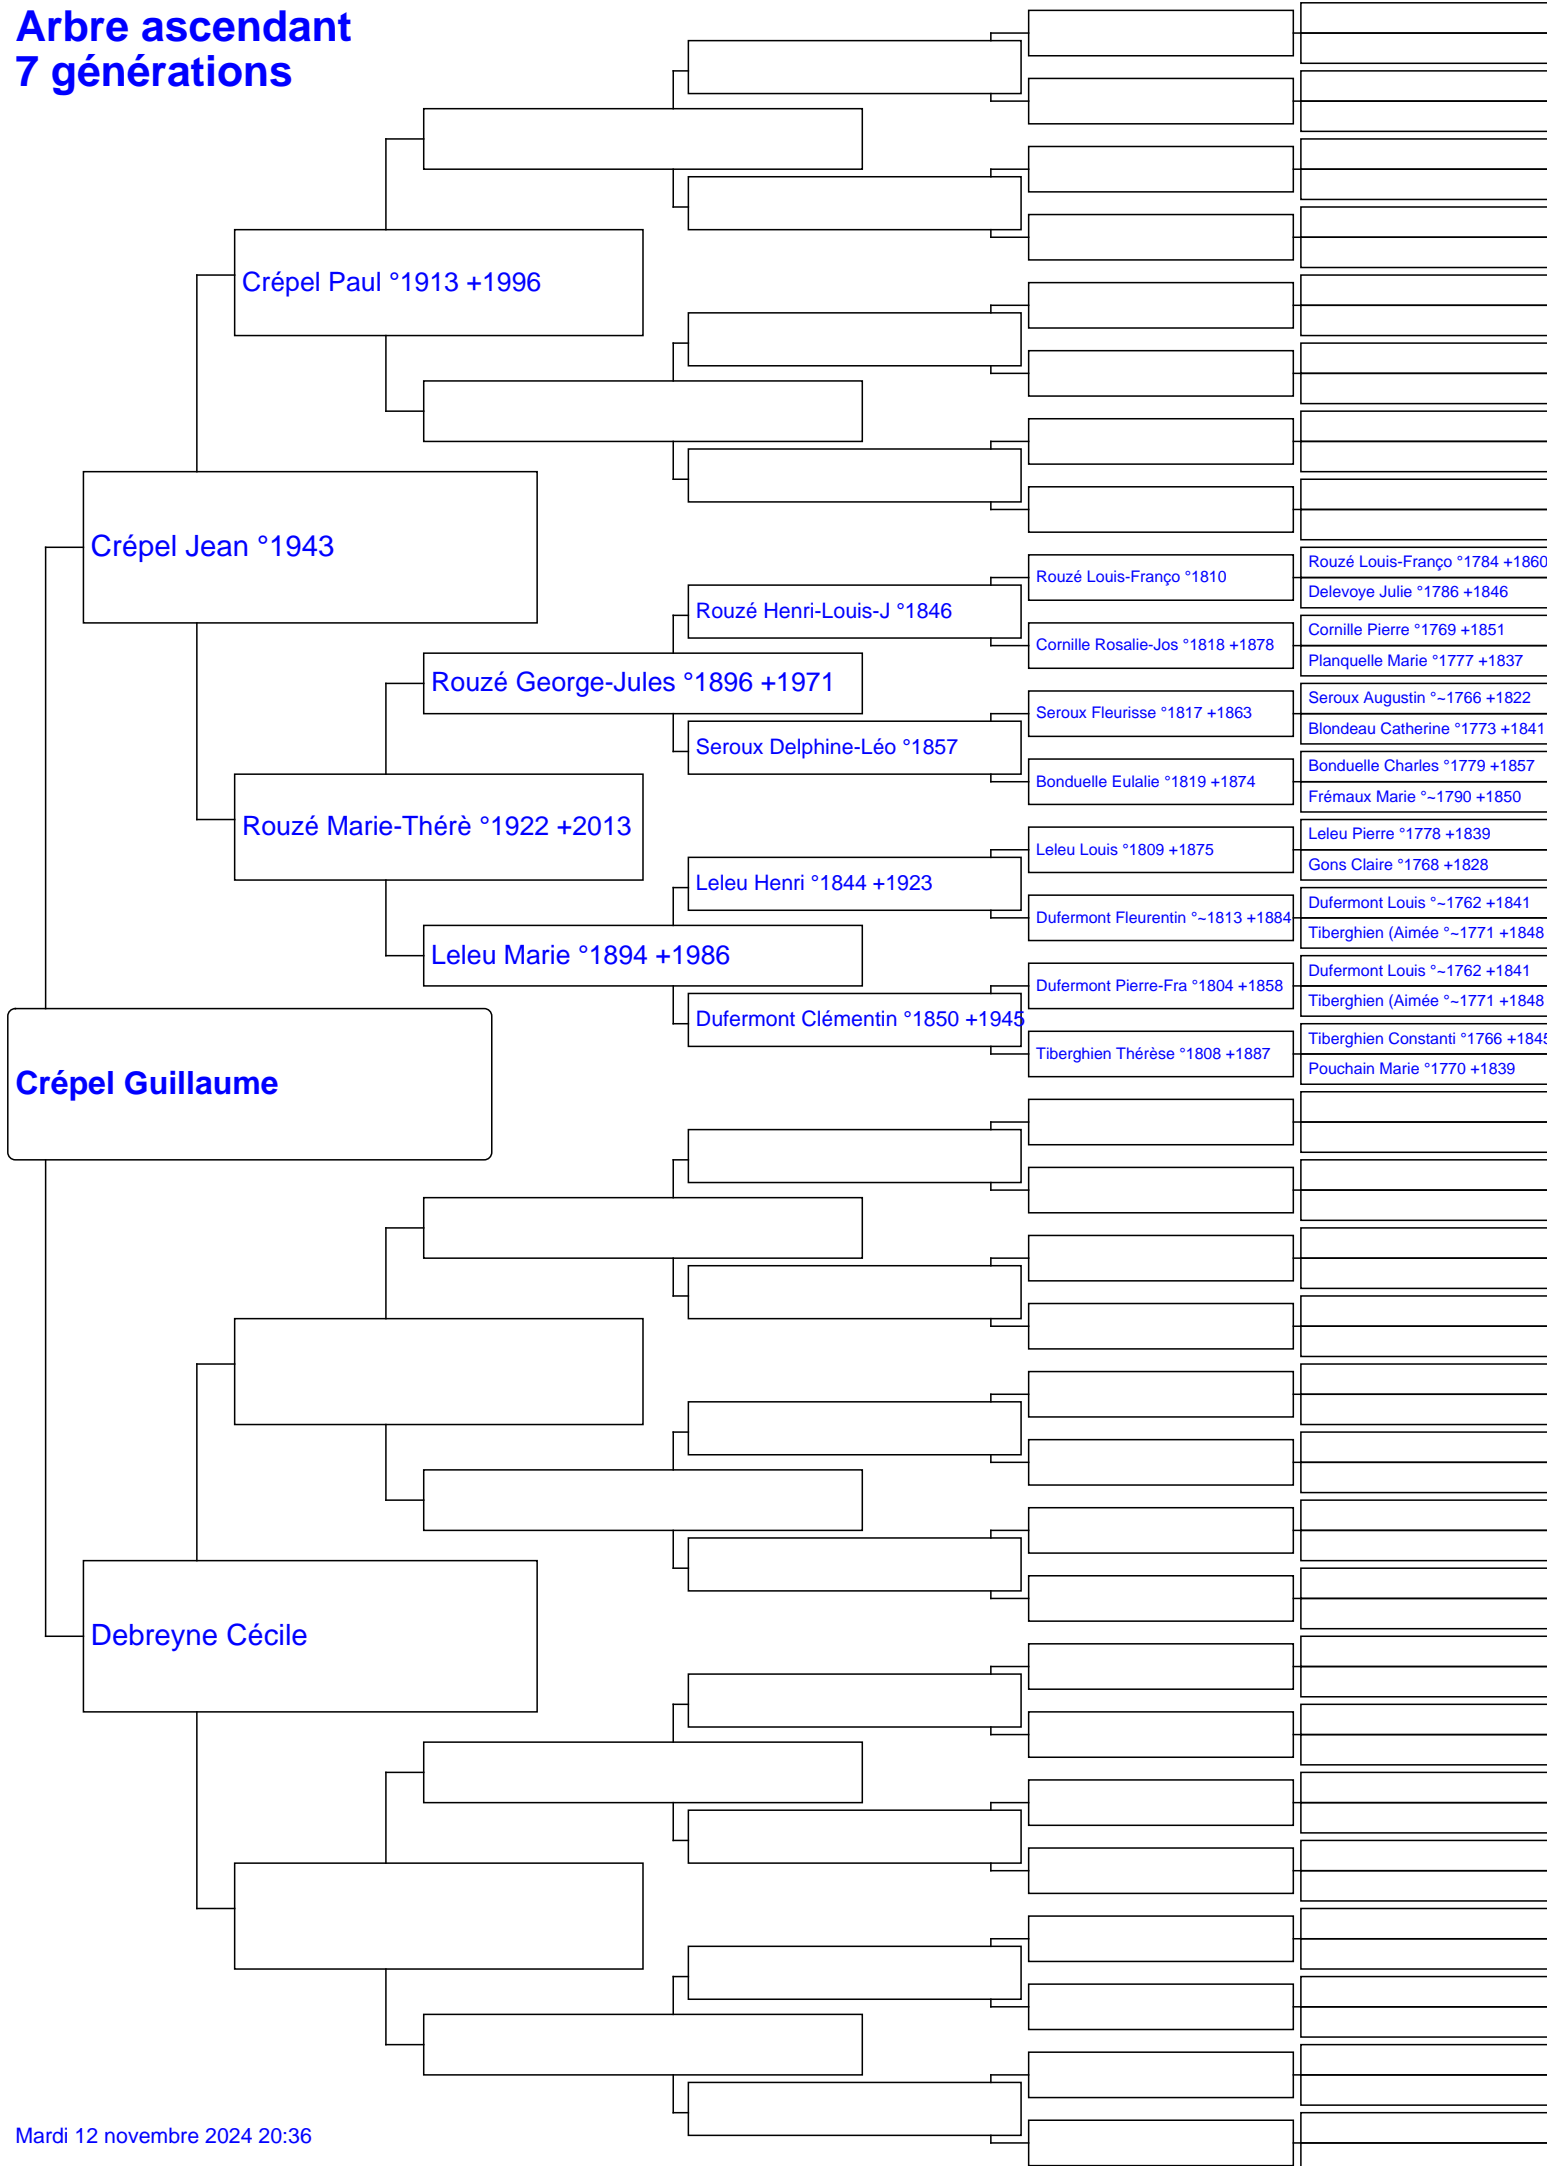 Arbre ascendant
7 générations
Crépel Paul °1913 +1996
Crépel Jean °1943
Rouzé Louis-Franço °1810
Rouzé Louis-Franço °1784 +1860
Delevoye Julie °1786 +1846
Rouzé Henri-Louis-J °1846
Cornille Rosalie-Jos °1818 +1878
Cornille Pierre °1769 +1851
Planquelle Marie °1777 +1837
Rouzé George-Jules °1896 +1971
Seroux Fleurisse °1817 +1863
Seroux Augustin °~1766 +1822
Blondeau Catherine °1773 +1841
Seroux Delphine-Léo °1857
Bonduelle Eulalie °1819 +1874
Bonduelle Charles °1779 +1857
Frémaux Marie °~1790 +1850
Rouzé Marie-Thérè °1922 +2013
Leleu Louis °1809 +1875
Leleu Pierre °1778 +1839
Gons Claire °1768 +1828
Leleu Henri °1844 +1923
Dufermont Fleurentin °~1813 +1884
Dufermont Louis °~1762 +1841
Tiberghien (Aimée °~1771 +1848
Leleu Marie °1894 +1986
Dufermont Pierre-Fra °1804 +1858
Dufermont Louis °~1762 +1841
Tiberghien (Aimée °~1771 +1848
Dufermont Clémentin °1850 +1945
Tiberghien Thérèse °1808 +1887
Tiberghien Constanti °1766 +1845
Pouchain Marie °1770 +1839
Crépel Guillaume
Debreyne Cécile
Mardi 12 novembre 2024 20:36